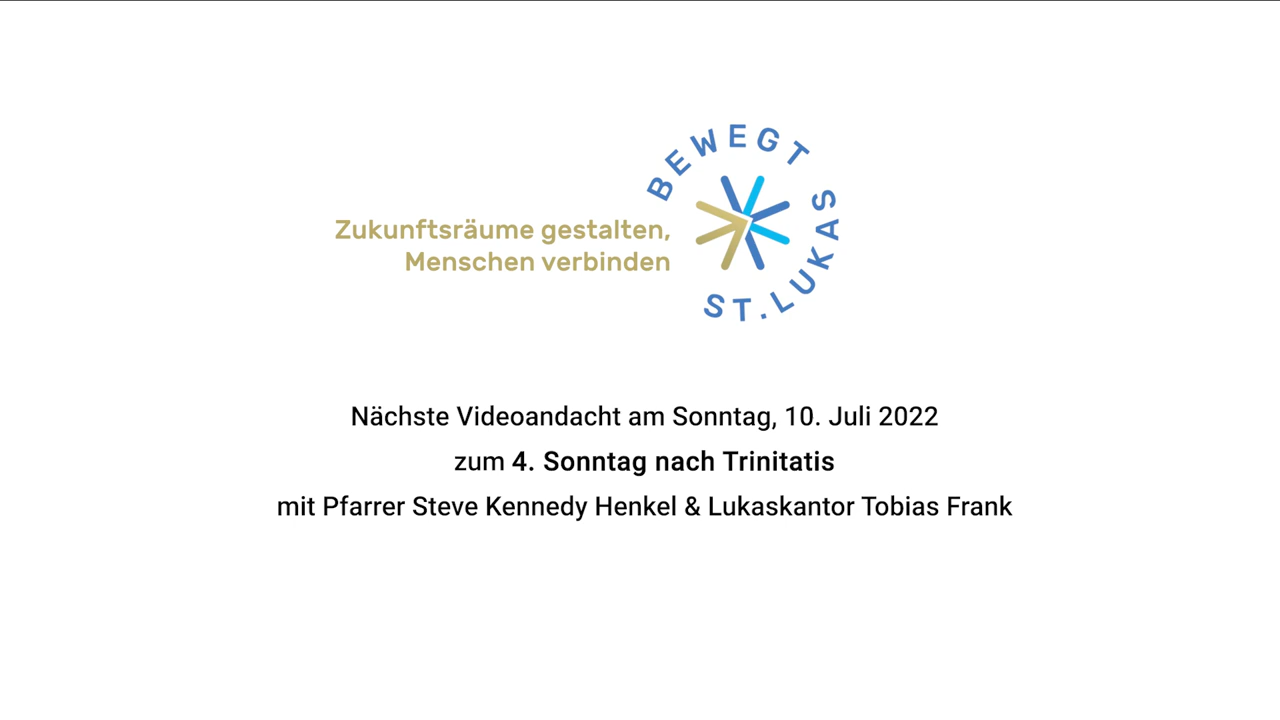 BEWEGT
ST.LUKAS
Zukunftsräume gestalten,
Menschen verbinden
Nächste Videoandacht am Sonntag, 10. Juli 2022
zum 4. Sonntag nach Trinitatis
mit Pfarrer Steve Kennedy Henkel & Lukaskantor Tobias Frank